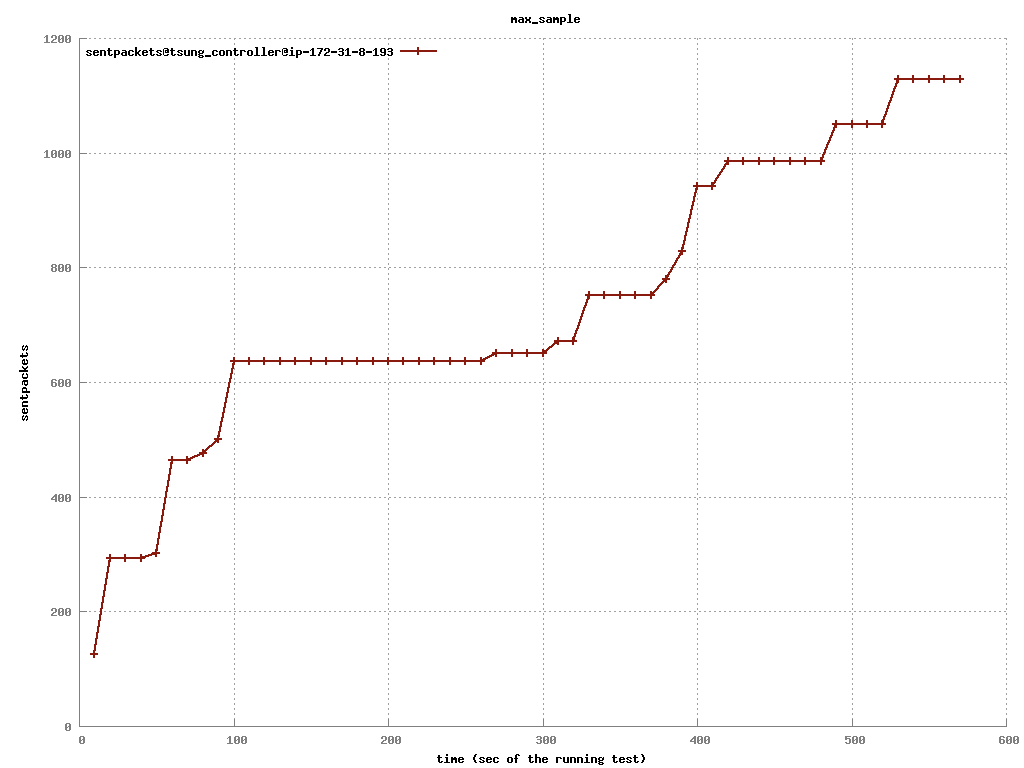 max_sample
sentpackets@tsung_controller@ip-172-31-8-193
1200
1000
800
600
400
200
0
sentpackets
0 100 200 300 400 500 600
time (sec of the running test)